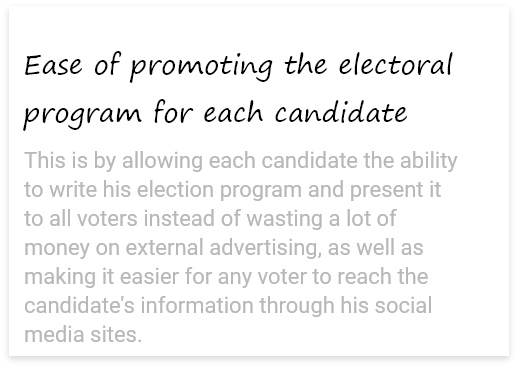 Ease of promoting the electoral
program for each candidate
This is by allowing each candidate the ability
to write his election program and present it
to all voters instead of wasting a lot of
money on external advertising, as well as
making it easier for any voter to reach the
candidate's information through his social
media sites.